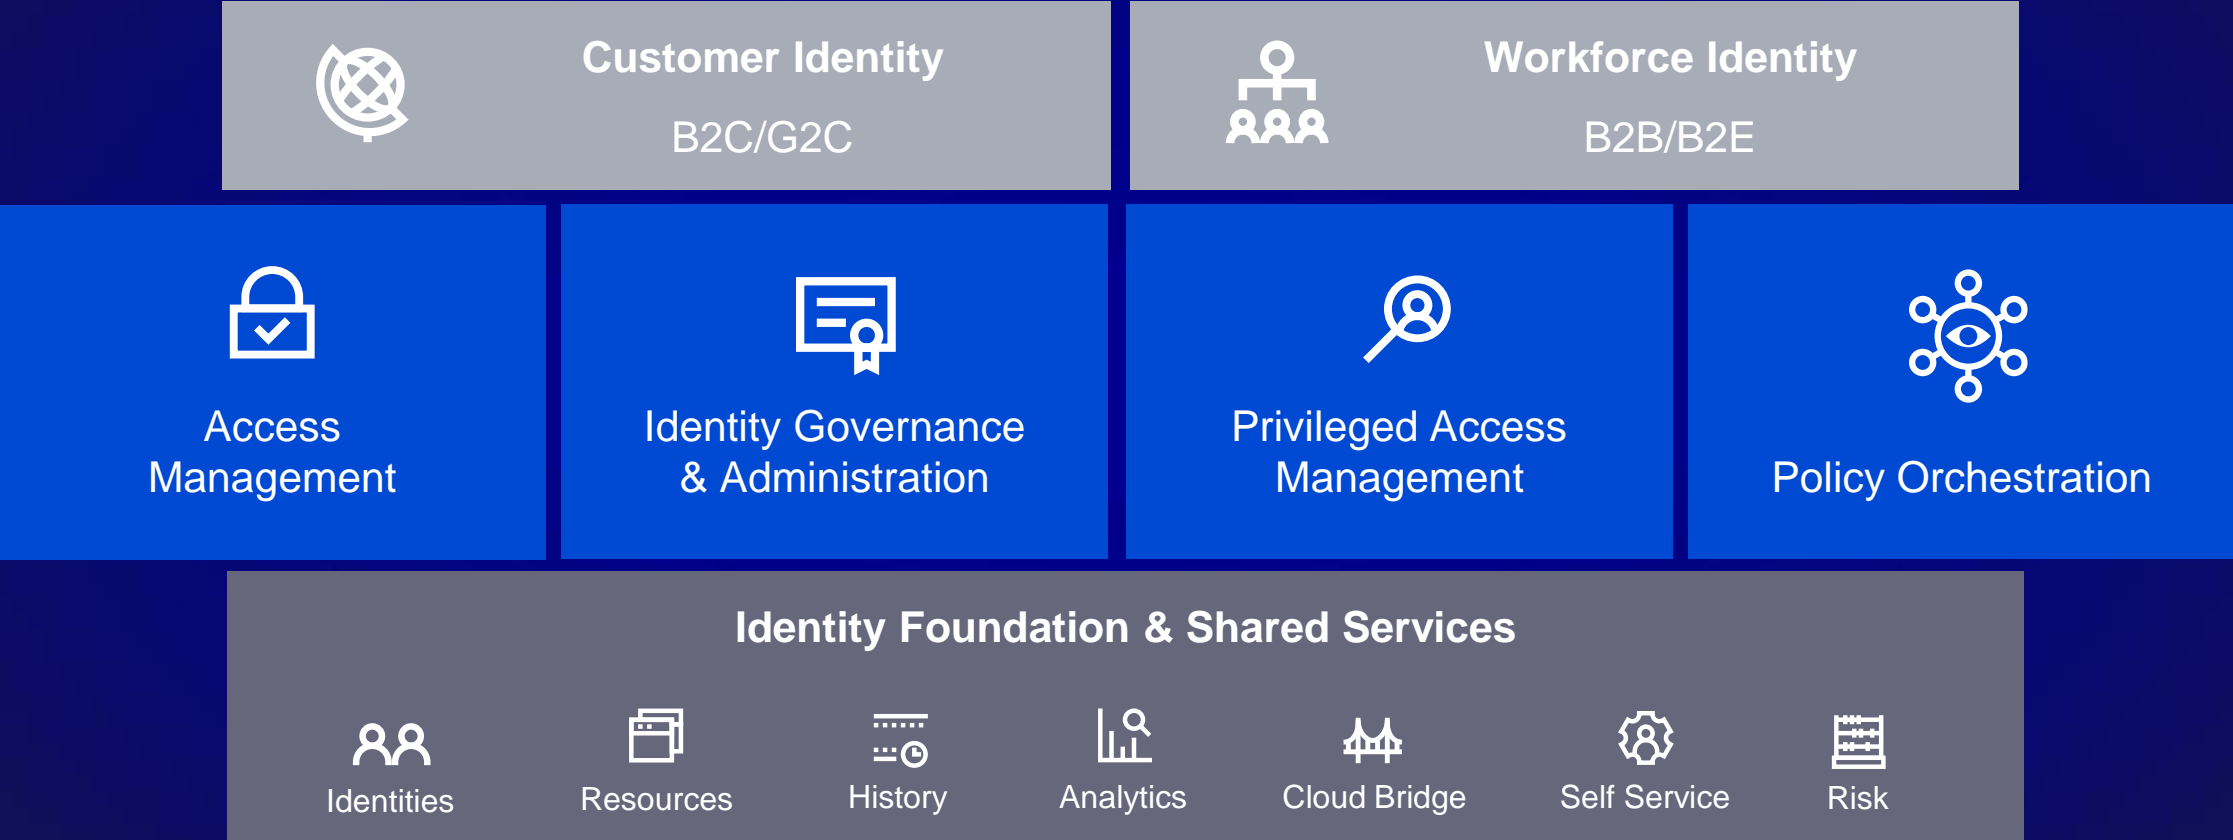 Customer Identity
B2C/G2C
Workforce Identity
B2B/B2E
Access
Management
Identity Governance
& Administration
Privileged Access
Management
Policy Orchestration
Identity Foundation & Shared Services
Identities
Resources
History
Analytics
Cloud Bridge
Self Service
Risk